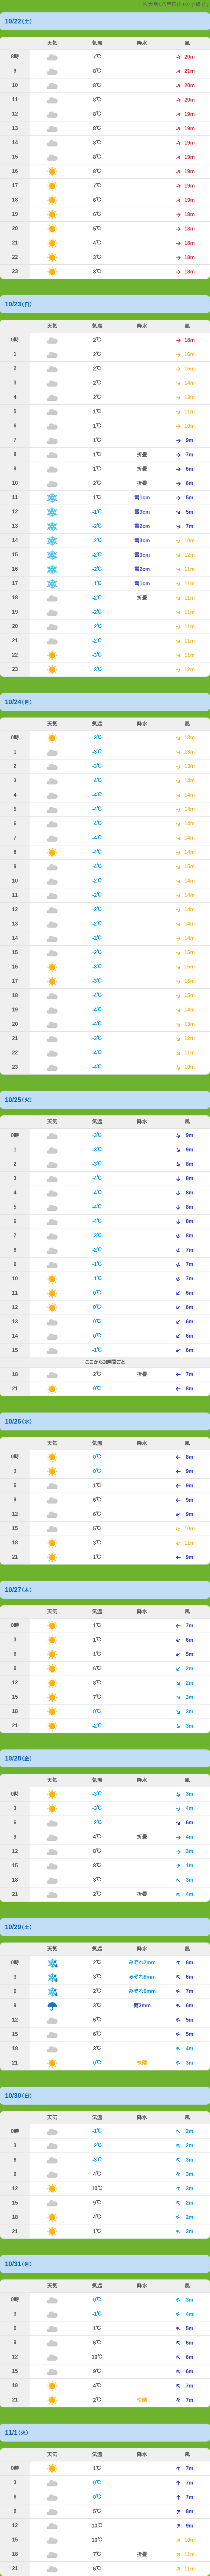 10/22（土）
天気 気温 降水 風
8時 7℃ 20m
9 8℃ 21m
10 8℃ 20m
11 8℃ 20m
12 8℃ 19m
13 8℃ 19m
14 8℃ 19m
15 8℃ 19m
16 8℃ 19m
17 7℃ 19m
18 6℃ 19m
19 6℃ 18m
20 5℃ 18m
21 4℃ 18m
22 3℃ 18m
23 3℃ 18m
10/23（日）
天気 気温 降水 風
0時 2℃ 18m
1 2℃ 16m
2 2℃ 15m
3 2℃ 14m
4 2℃ 13m
5 1℃ 11m
6 1℃ 10m
7 1℃ 9m
8 1℃ 折畳 7m
9 1℃ 折畳 6m
10 2℃ 折畳 6m
11 1℃ 雪1cm 5m
12 -1℃ 雪3cm 5m
13 -2℃ 雪2cm 7m
14 -2℃ 雪3cm 10m
15 -2℃ 雪3cm 12m
16 -2℃ 雪2cm 11m
17 -1℃ 雪1cm 11m
18 -2℃ 折畳 11m
19 -2℃ 11m
20 -2℃ 11m
21 -2℃ 11m
22 -3℃ 11m
23 -3℃ 12m
10/24（月）
天気 気温 降水 風
0時 -3℃ 13m
1 -3℃ 13m
2 -3℃ 13m
3 -4℃ 14m
4 -4℃ 14m
5 -4℃ 14m
6 -4℃ 14m
7 -4℃ 14m
8 -4℃ 14m
9 -4℃ 15m
10 -2℃ 14m
11 -2℃ 14m
12 -2℃ 14m
13 -2℃ 14m
14 -2℃ 14m
15 -2℃ 15m
16 -3℃ 15m
17 -3℃ 15m
18 -4℃ 15m
19 -4℃ 14m
20 -4℃ 13m
21 -3℃ 12m
22 -4℃ 11m
23 -4℃ 10m
10/25（火）
天気 気温 降水 風
0時 -3℃ 9m
1 -3℃ 9m
2 -3℃ 8m
3 -4℃ 8m
4 -4℃ 8m
5 -4℃ 8m
6 -4℃ 8m
7 -3℃ 8m
8 -2℃ 7m
9 -1℃ 7m
10 -1℃ 7m
11 0℃ 6m
12 0℃ 6m
13 0℃ 6m
14 0℃ 6m
15 -1℃ 6m
ここから3時間ごと
18 2℃ 折畳 7m
21 0℃ 8m
10/26（水）
天気 気温 降水 風
0時 0℃ 8m
3 0℃ 9m
6 1℃ 9m
9 6℃ 9m
12 6℃ 9m
15 5℃ 10m
18 3℃ 11m
21 1℃ 9m
10/27（木）
天気 気温 降水 風
0時 1℃ 7m
3 1℃ 6m
6 1℃ 5m
9 6℃ 2m
12 8℃ 2m
15 7℃ 3m
18 0℃ 3m
21 -2℃ 3m
10/28（金）
天気 気温 降水 風
0時 -3℃ 3m
3 -3℃ 4m
6 -2℃ 6m
9 4℃ 折畳 4m
12 8℃ 3m
15 8℃ 1m
18 3℃ 3m
21 2℃ 折畳 4m
10/29（土）
天気 気温 降水 風
0時 2℃ みぞれ2mm 6m
3 3℃ みぞれ8mm 6m
6 2℃ みぞれ6mm 7m
9 3℃ 雨3mm 6m
12 6℃ 5m
15 6℃ 5m
18 3℃ 4m
21 0℃ 快晴 3m
10/30（日）
天気 気温 降水 風
0時 -1℃ 2m
3 -2℃ 2m
6 -3℃ 3m
9 4℃ 3m
12 10℃ 3m
15 9℃ 2m
18 4℃ 2m
21 1℃ 3m
10/31（月）
天気 気温 降水 風
0時 0℃ 3m
3 -1℃ 4m
6 1℃ 5m
9 6℃ 6m
12 10℃ 6m
15 9℃ 6m
18 4℃ 7m
21 2℃ 快晴 7m
11/1（火）
天気 気温 降水 風
0時 1℃ 7m
3 0℃ 7m
6 0℃ 7m
9 5℃ 8m
12 10℃ 9m
15 10℃ 10m
18 7℃ 折畳 11m
21 6℃ 11m